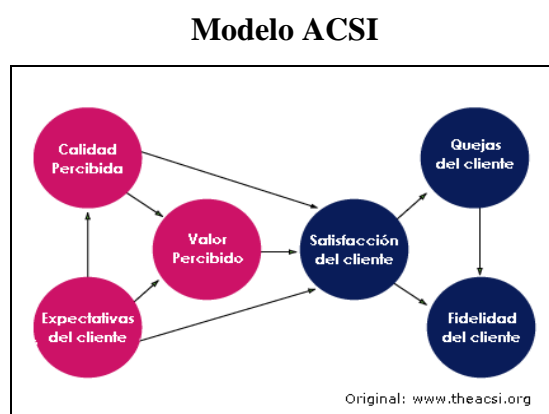 Modelo ACSI
Calidad
Percibida
Quejas
del cliente
Valor
Percibido
Satisfacción
del cliente
Expectativas
del cliente
Fidelidad
del cliente
Original: www.theacsi.org